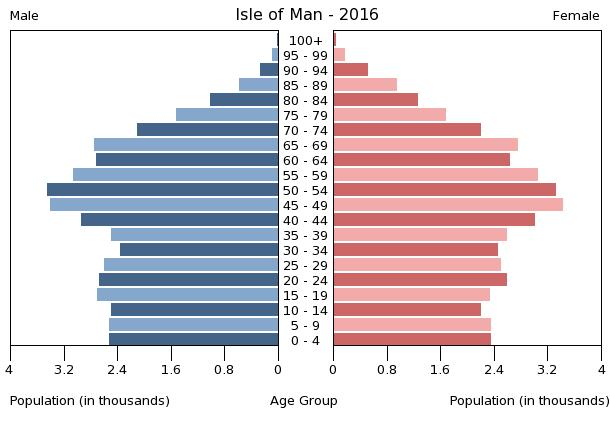 Male Isle of Man - 2016 Female
100+
95 - 99
90 - 94
85 - 89
80 - 84
75 - 79
70 - 74
65 - 69
60 - 64
55 - 59
50 - 54
45 - 49
40 - 44
35 - 39
30 - 34
25 - 29
20 - 24
15 - 19
10 - 14
5 - 9
0 - 4
4 3.2 2.4 1.6 0.8 0 0 0.8 1.6 2.4 3.2 4
Population (in thousands) Age Group Population (in thousands)